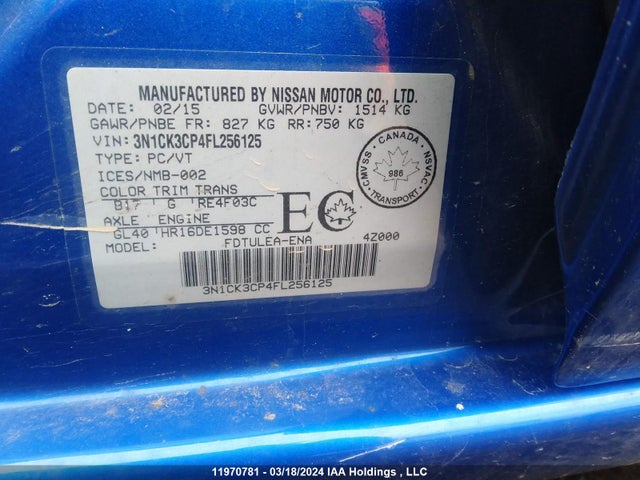 MANUFACTURED BY NISSAN MOTOR CO., LTD.
DATE: 02/15 GVWR/PNBV: 1514 KG
GAWR/PNBE FR: 827 KG RR: 750 KG
VIN: 3N1CK3CP4FL256125
TYPE: PC/VT
ICES/NMB-002
COLOR TRIM TRANS
B17 G RE4F03C
AXLE ENGINE
GL40 HR16DE1598 CC
MODEL: FDTULEA-ENA 4Z000
EC
CANADA
CMVSS NSVAC
986
TRANSPORT
3N1CK3CP4FL256125
11970781 - 03/18/2024 IAA Holdings , LLC